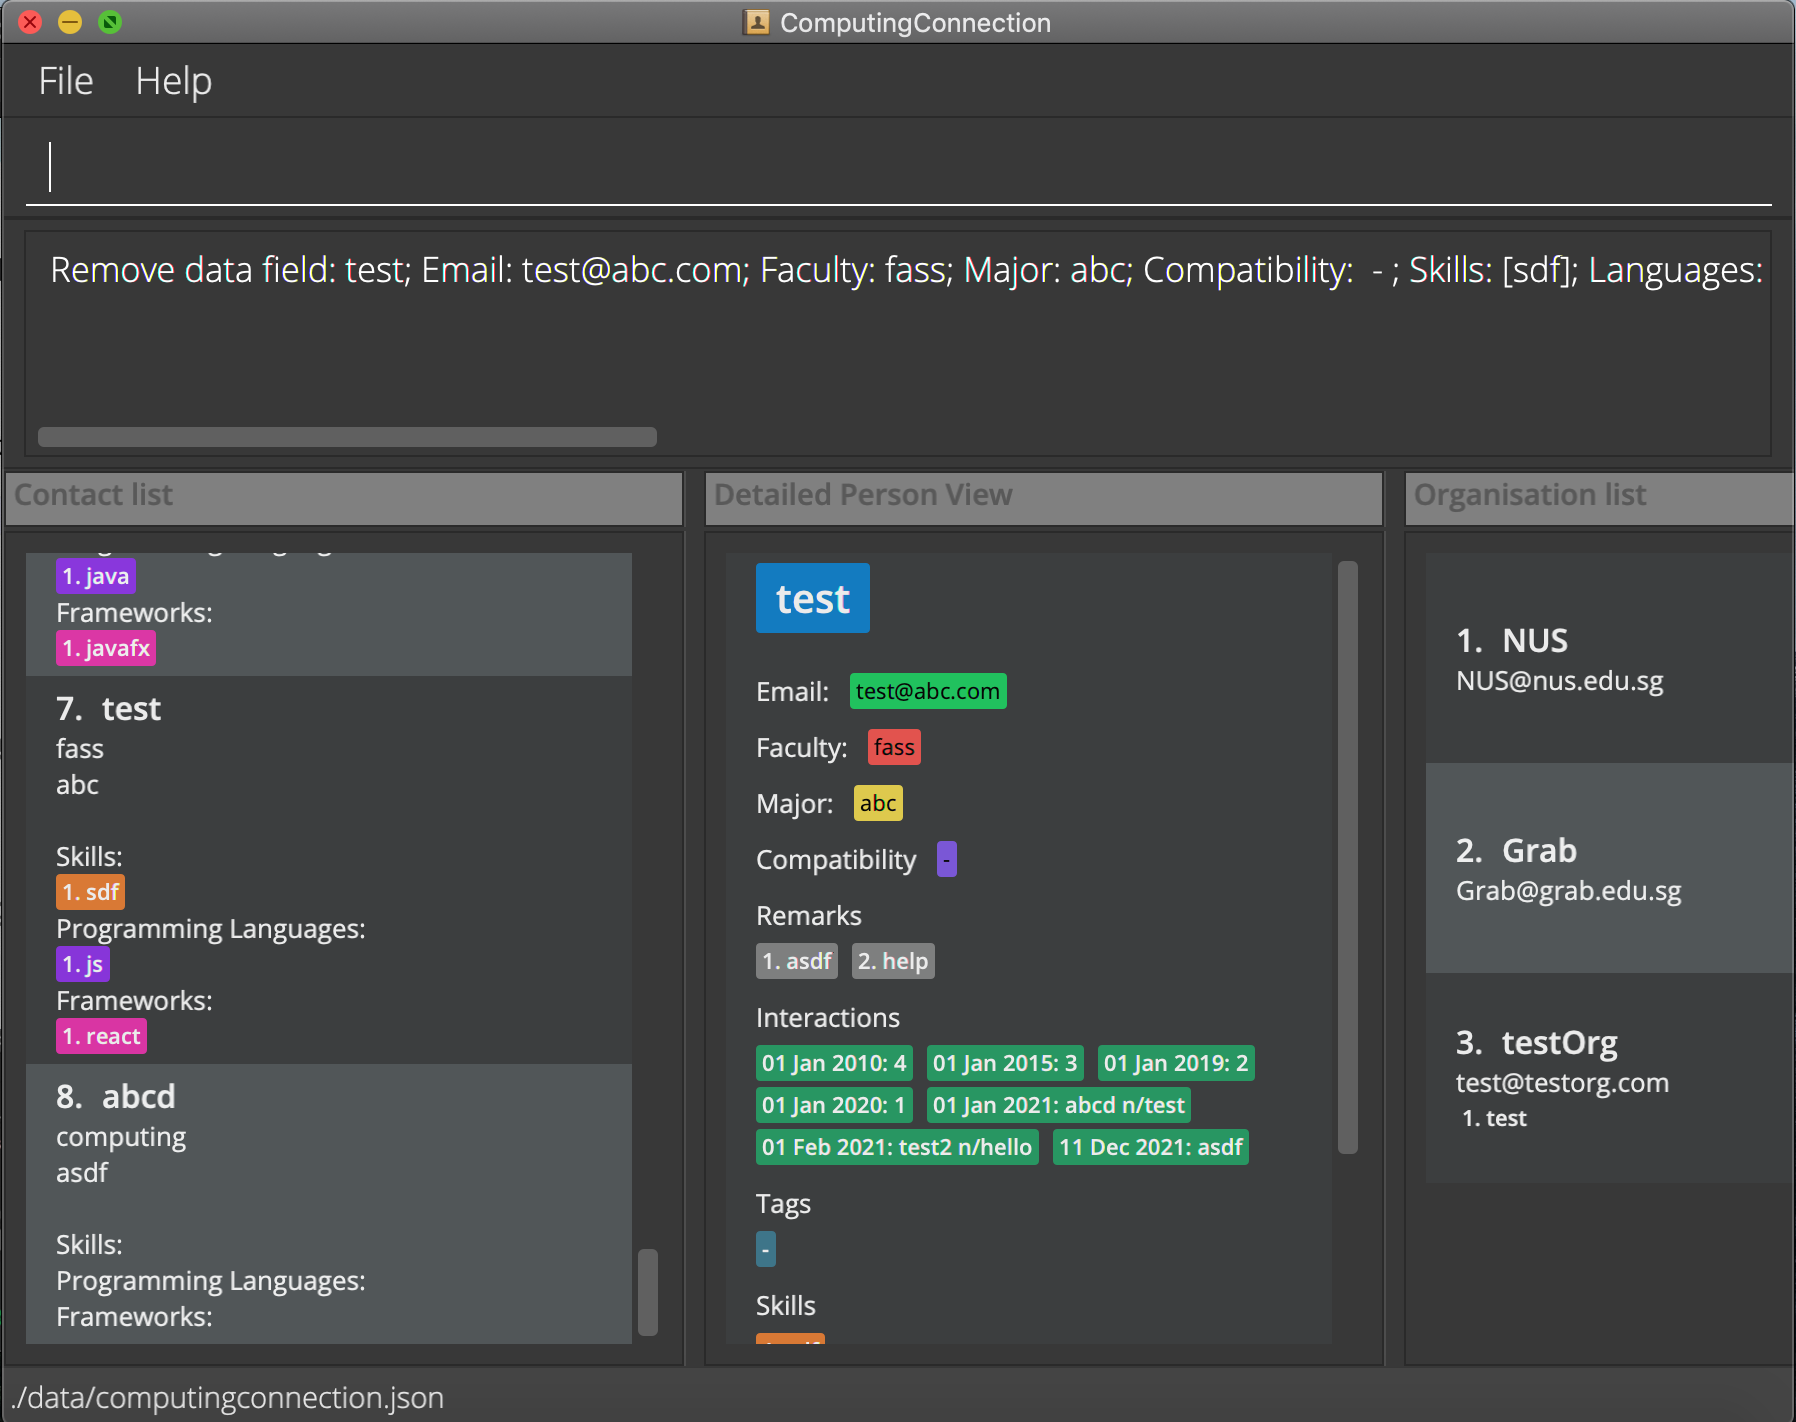 ComputingConnection
File Help
Remove data field: test; Email: test@abc.com; Faculty: fass; Major: abc; Compatibility:  - ; Skills: [sdf]; Languages:
Contact list
1. java
Frameworks:
1. javafx
7. test
fass
abc
Skills:
1. sdf
Programming Languages:
1. js
Frameworks:
1. react
8. abcd
computing
asdf
Skills:
Programming Languages:
Frameworks:
Detailed Person View
test
Email: test@abc.com
Faculty: fass
Major: abc
Compatibility -
Remarks
1. asdf 2. help
Interactions
01 Jan 2010: 4 01 Jan 2015: 3 01 Jan 2019: 2
01 Jan 2020: 1 01 Jan 2021: abcd n/test
01 Feb 2021: test2 n/hello 11 Dec 2021: asdf
Tags
-
Skills
Organisation list
1. NUS
NUS@nus.edu.sg
2. Grab
Grab@grab.edu.sg
3. testOrg
test@testorg.com
1. test
./data/computingconnection.json